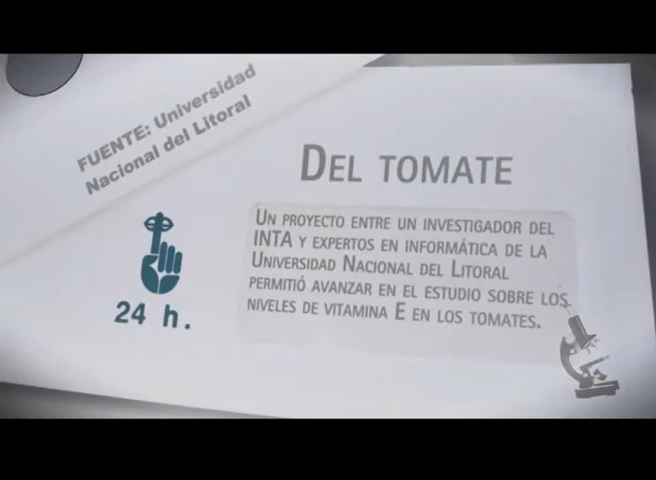 FUENTE: Universidad
Nacional del Litoral
DEL TOMATE
UN PROYECTO ENTRE UN INVESTIGADOR DEL
INTA Y EXPERTOS EN INFORMÁTICA DE LA
UNIVERSIDAD NACIONAL DEL LITORAL
PERMITIÓ AVANZAR EN EL ESTUDIO SOBRE LOS
NIVELES DE VITAMINA E EN LOS TOMATES.
24 h.